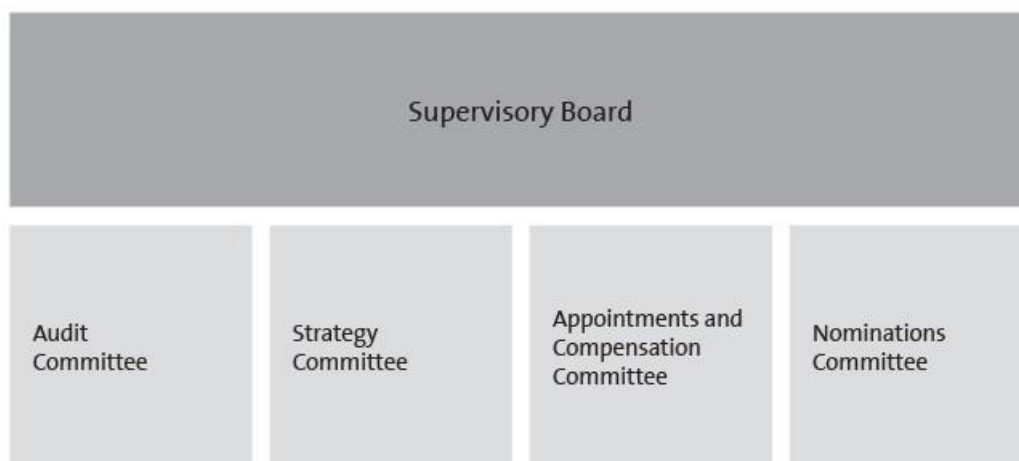 Supervisory Board
Audit
Committee
Strategy
Committee
Appointments and
Compensation
Committee
Nominations
Committee